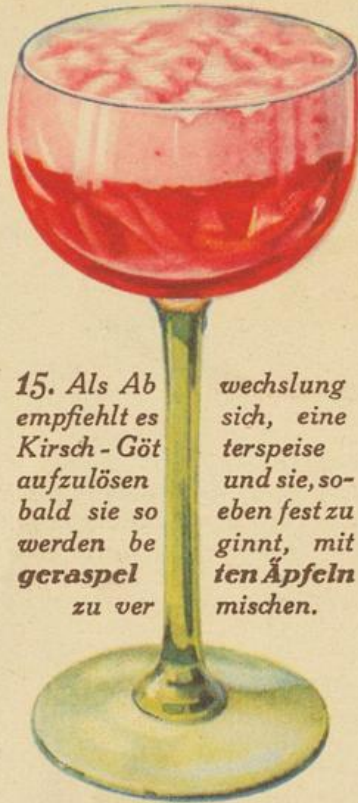 15. Als Ab wechslung
empfiehlt es sich, eine
Kirsch - Göt terspeise
aufzulösen und sie, so-
bald sie so eben fest zu
werden be ginnt, mit
geraspel ten Äpfeln
zu ver mischen.